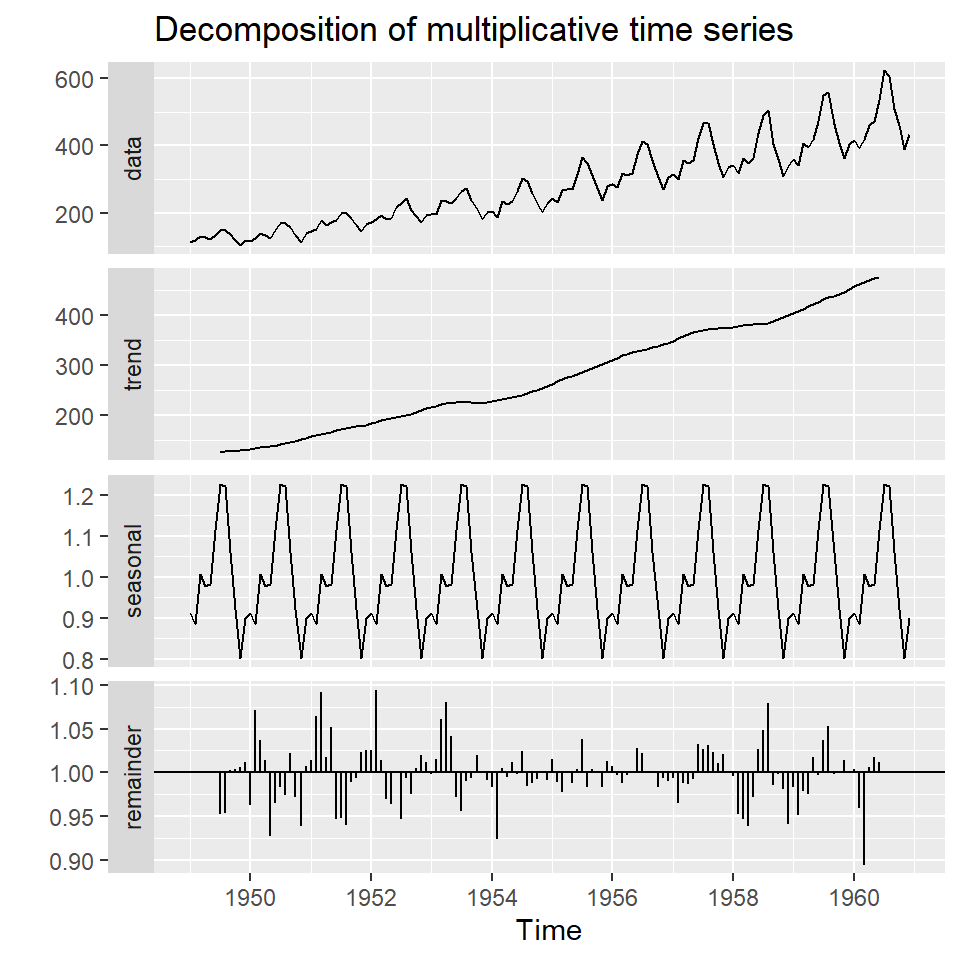 Decomposition of multiplicative time series
600
400
200
data
400
300
200
trend
1.2
1.1
1.0
0.9
0.8
seasonal
1.10
1.05
1.00
0.95
0.90
remainder
1950 1952 1954 1956 1958 1960
Time